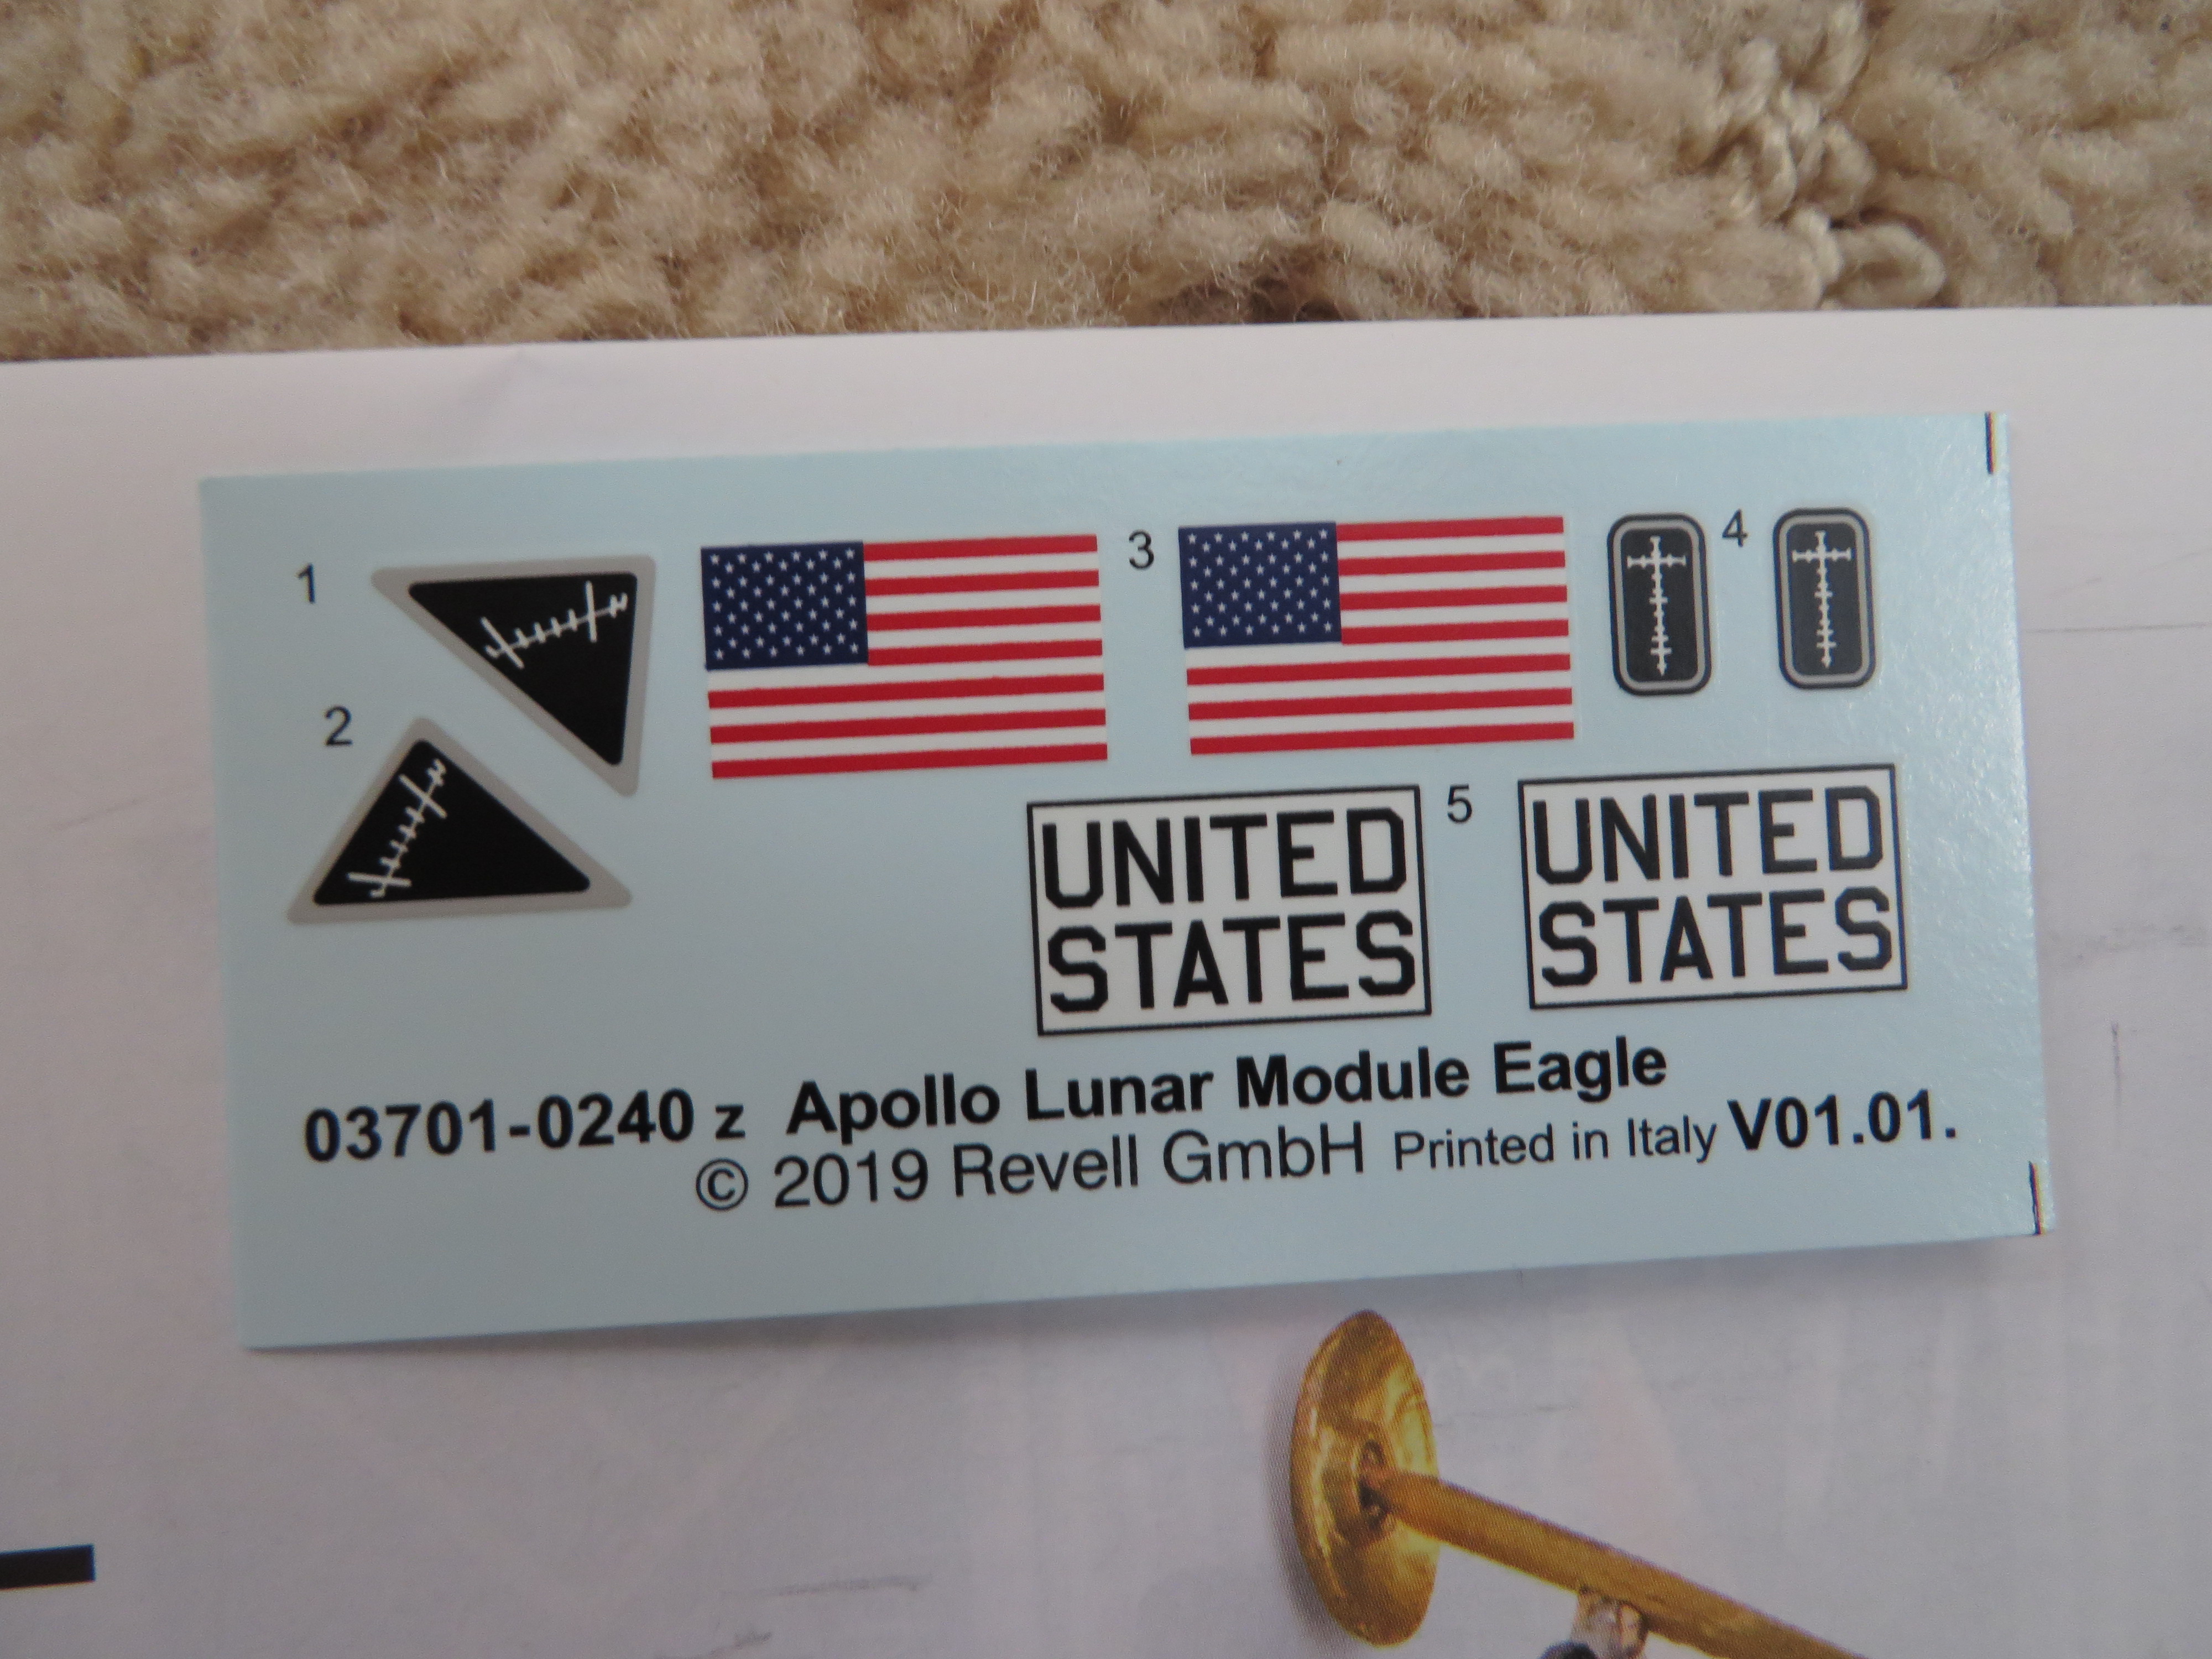 1
2
3
4
5
UNITED
STATES
UNITED
STATES
03701-0240 z Apollo Lunar Module Eagle
© 2019 Revell GmbH Printed in Italy V01.01.